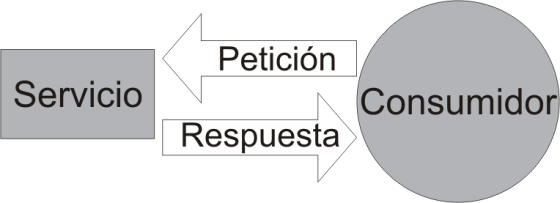 Petición
Servicio
Consumidor
Respuesta